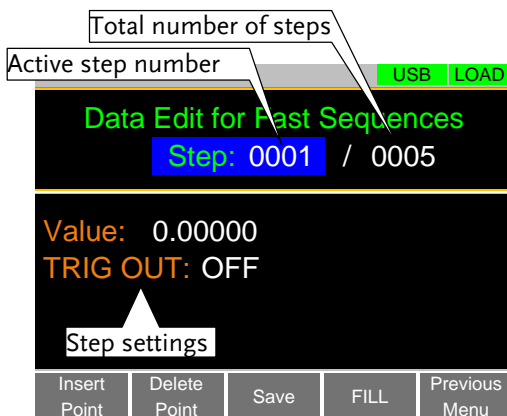 Total number of steps
Active step number
USB LOAD
Data Edit for Fast Sequences
Step: 0001 / 0005
Value: 0.00000
TRIG OUT: OFF
Step settings
Insert Point
Delete Point
Save
FILL
Previous Menu